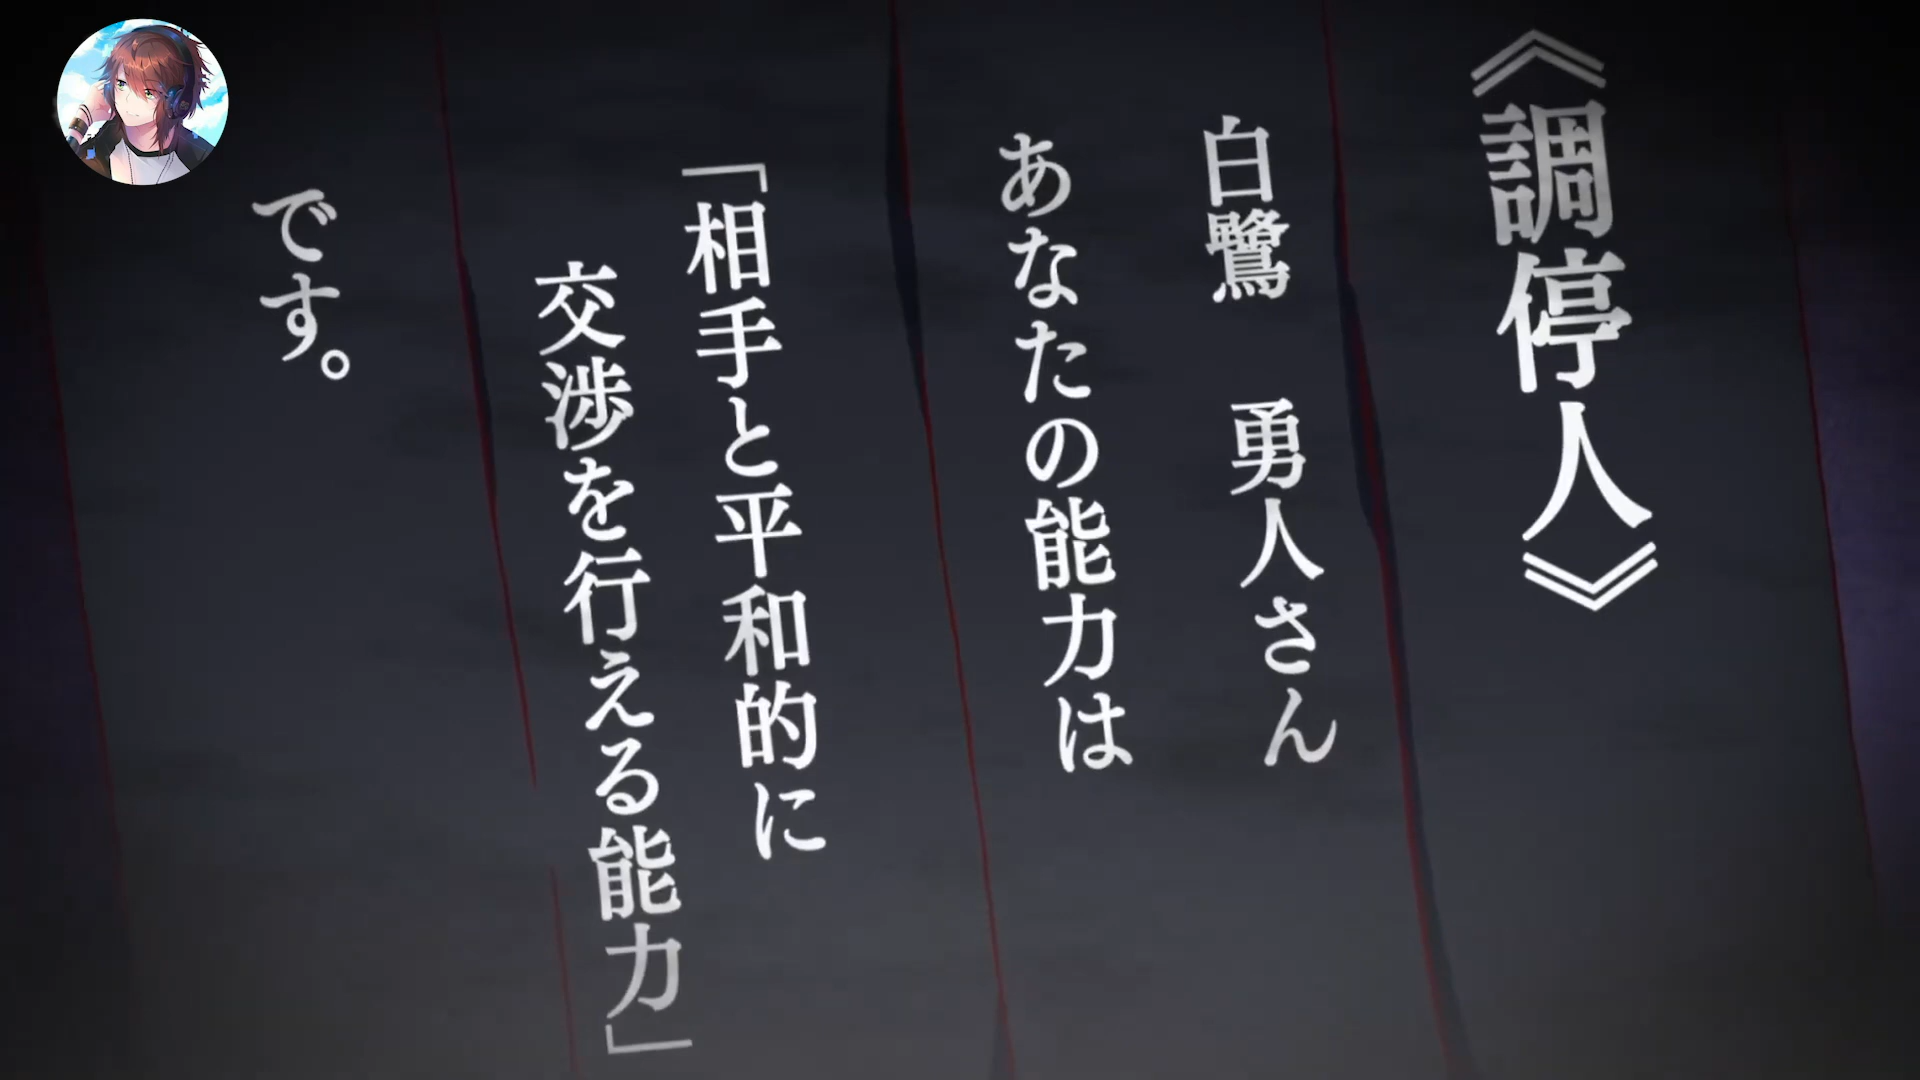 《調停人》
白鷺　勇人さん
あなたの能力は
「相手と平和的に
交渉を行える能力」
です。